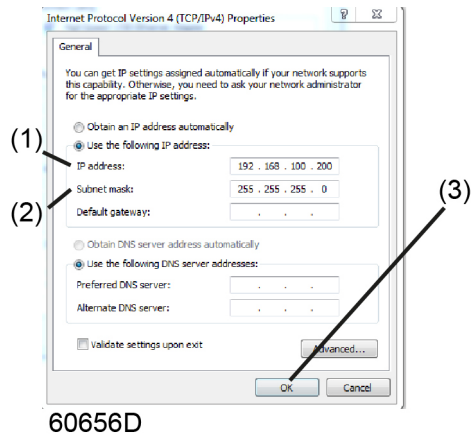 Internet Protocol Version 4 (TCP/IPv4) Properties
General
You can get IP settings assigned automatically if your network supports
this capability. Otherwise, you need to ask your network administrator
for the appropriate IP settings.
Obtain an IP address automatically
(1)
Use the following IP address:
IP address: 192 . 168 . 100 . 200
Subnet mask: 255 . 255 . 255 . 0
(3)
(2)
Default gateway: . . .
Obtain DNS server address automatically
Use the following DNS server addresses:
Preferred DNS server: . . .
Alternate DNS server: . . .
Validate settings upon exit
Advanced...
OK Cancel
60656D